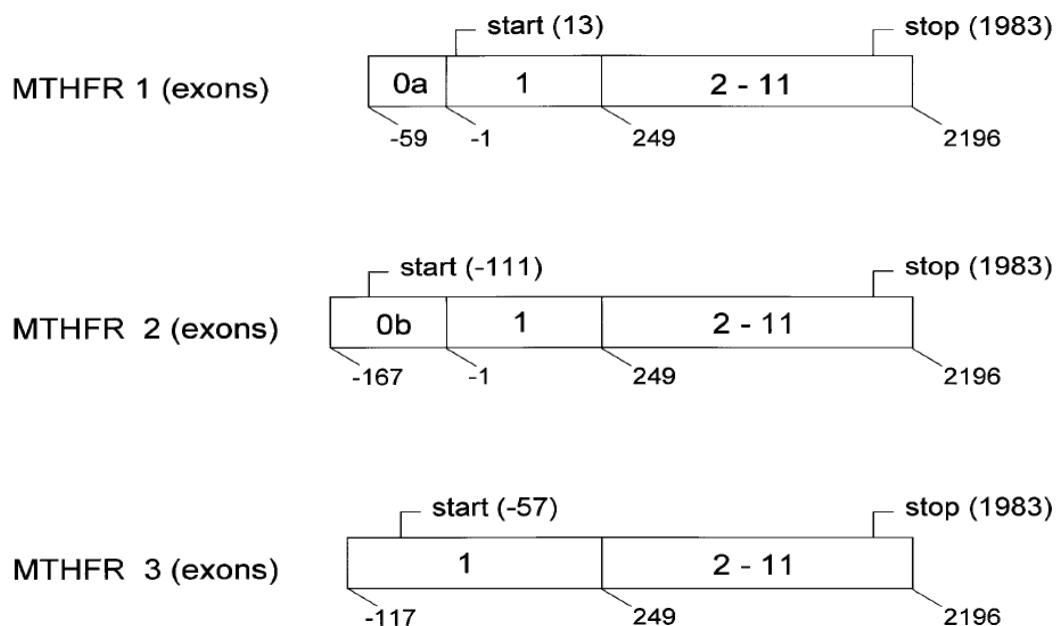 start (13)
stop (1983)
MTHFR 1 (exons)
0a
1
2 - 11
-59
-1
249
2196
start (-111)
stop (1983)
MTHFR 2 (exons)
0b
1
2 - 11
-167
-1
249
2196
start (-57)
stop (1983)
MTHFR 3 (exons)
1
2 - 11
-117
249
2196